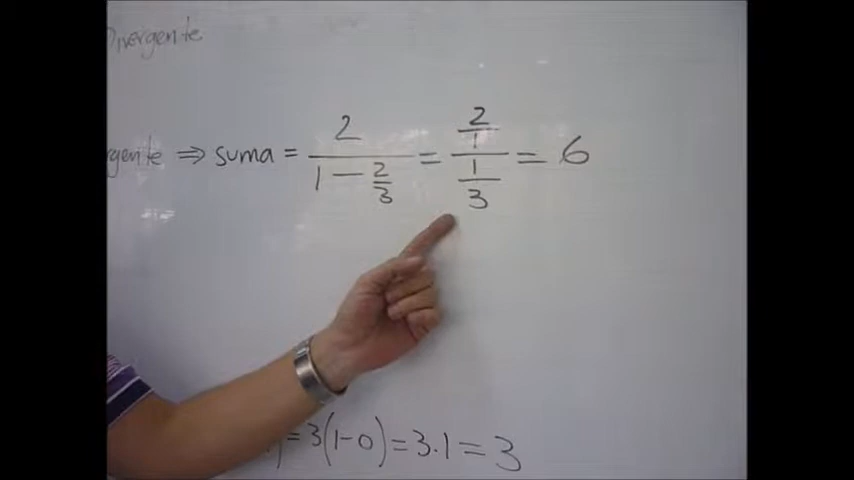 Divergente
rgente ⇒ suma = 2/(1 - 2/3) = (2/1)/(1/3) = 6
= 3(1-0) = 3.1 = 3